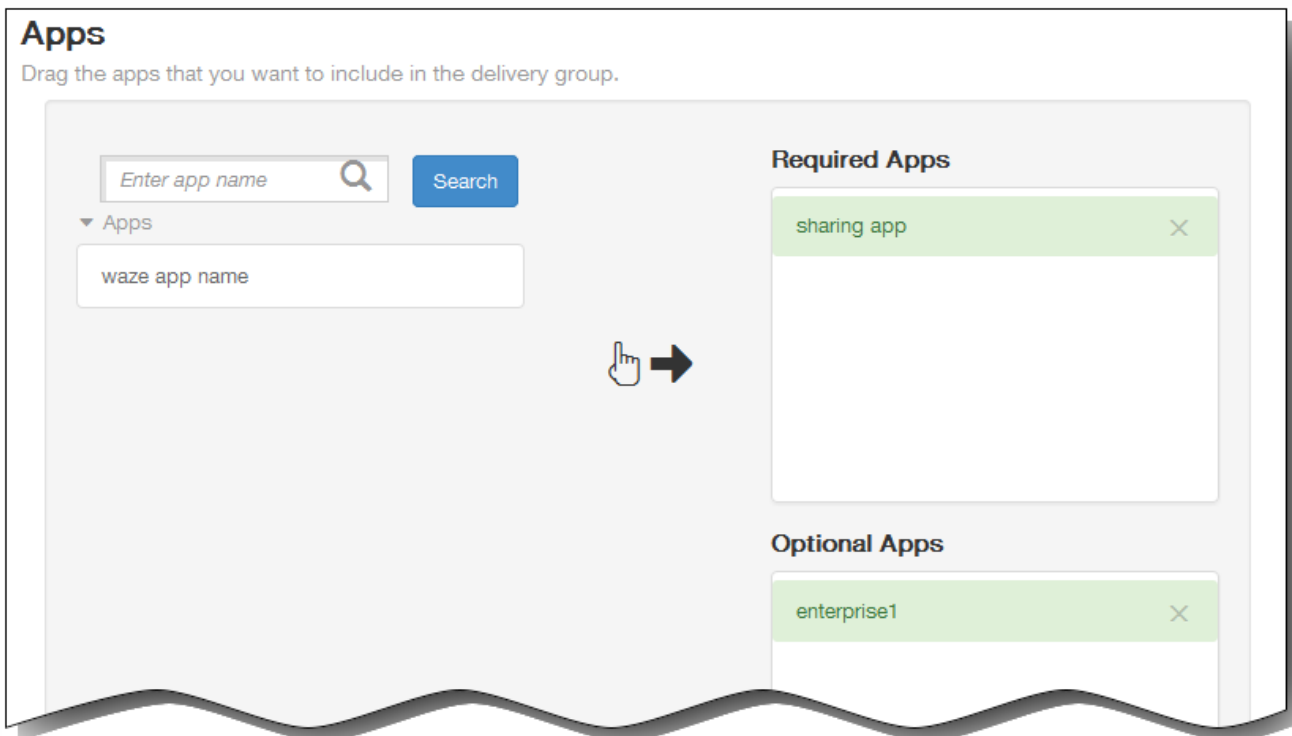 Apps
Drag the apps that you want to include in the delivery group.
Enter app name
Search
Apps
waze app name
Required Apps
sharing app
Optional Apps
enterprise1